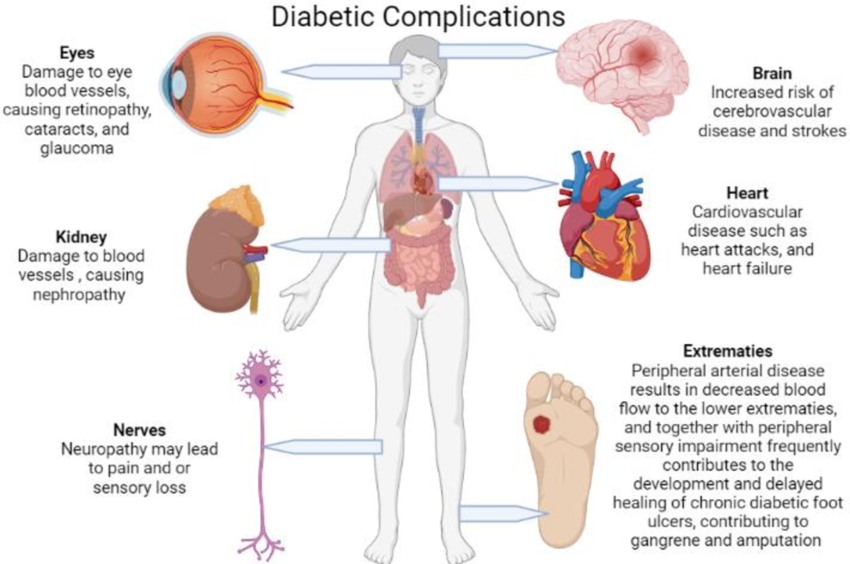 Diabetic Complications
Eyes
Damage to eye
blood vessels,
causing retinopathy,
cataracts, and
glaucoma
Brain
Increased risk of
cerebrovascular
disease and strokes
Kidney
Damage to blood
vessels , causing
nephropathy
Heart
Cardiovascular
disease such as
heart attacks, and
heart failure
Nerves
Neuropathy may lead
to pain and or
sensory loss
Extrematies
Peripheral arterial disease
results in decreased blood
flow to the lower extrematies,
and together with peripheral
sensory impairment frequently
contributes to the
development and delayed
healing of chronic diabetic foot
ulcers, contributing to
gangrene and amputation